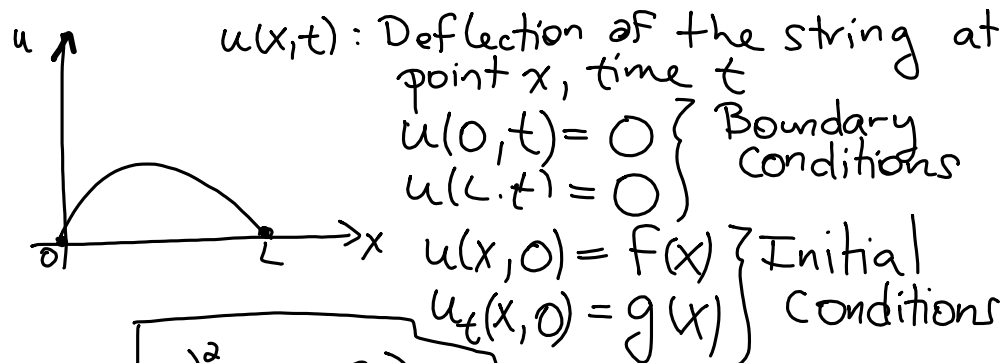 u
u(x,t) : Deflection of the string at
point x, time t
u(0,t) = 0
u(L,t) = 0
Boundary
Conditions
0
L
x
u(x,0) = f(x)
uₜ(x,0) = g(x)
Initial
Conditions